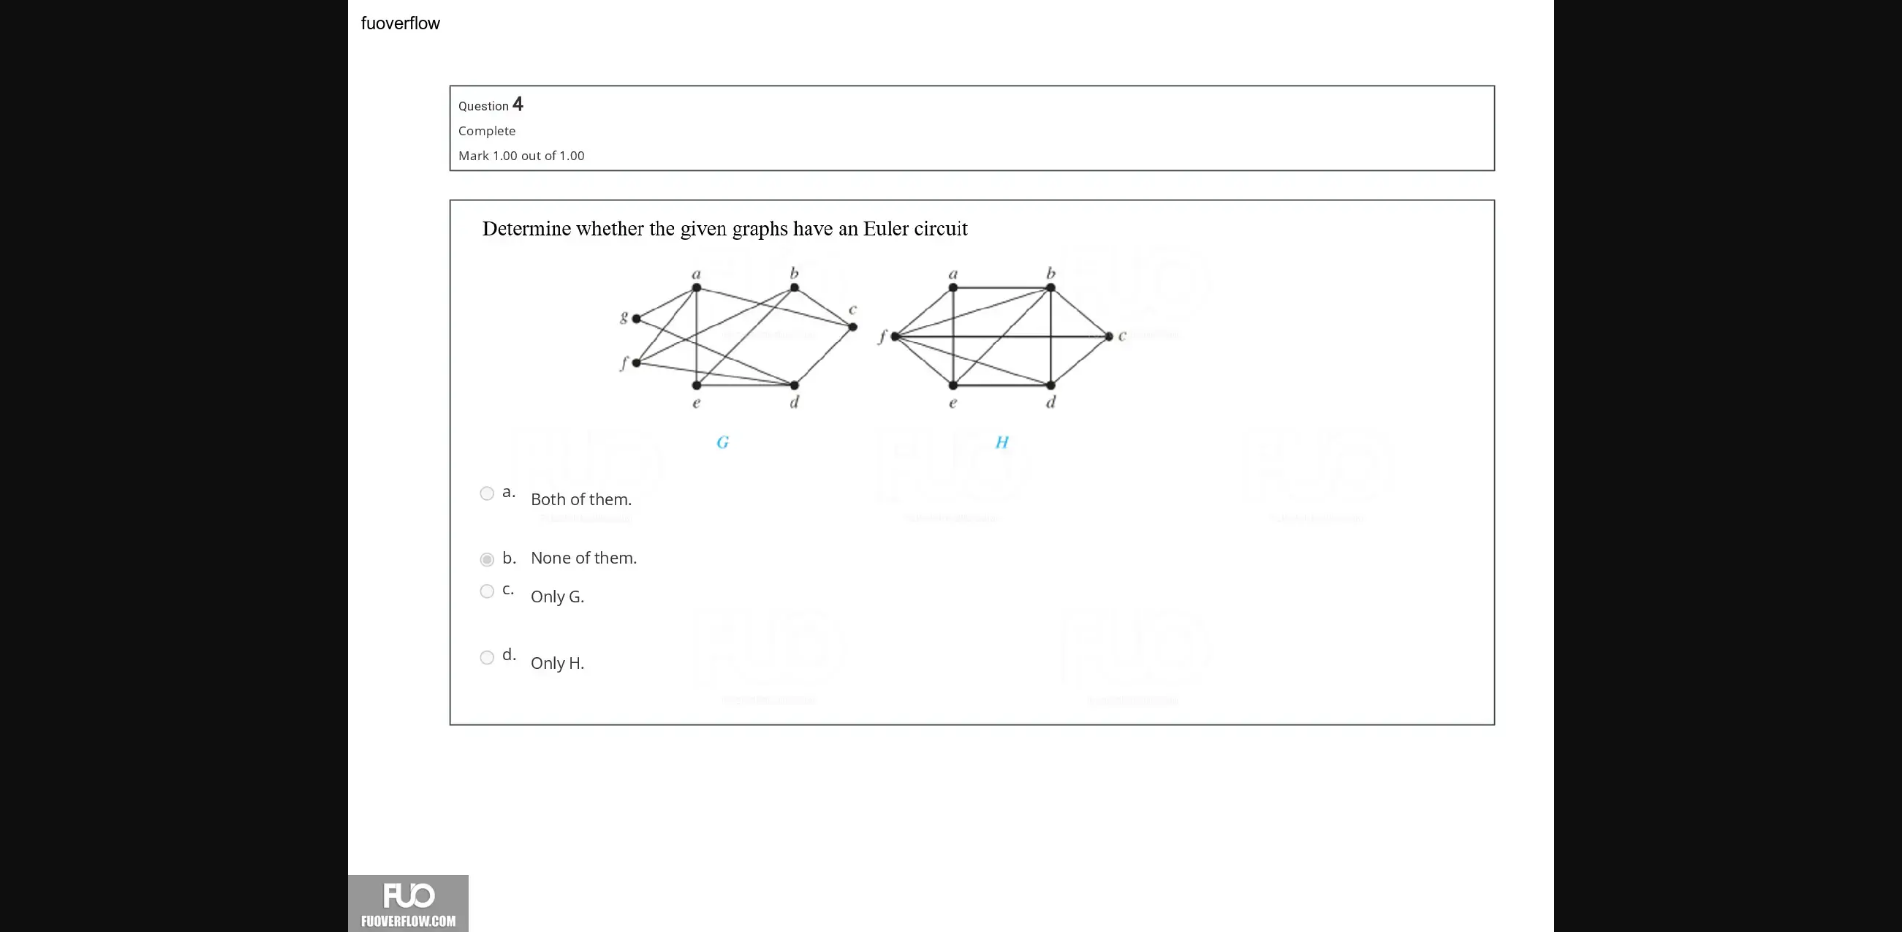 fuoverflow
Question 4
Complete
Mark 1.00 out of 1.00
Determine whether the given graphs have an Euler circuit
a b a b
g c
f f c
e d e d
G H
a. Both of them.
b. None of them.
c. Only G.
d. Only H.
FUO
FUOVERFLOW.COM